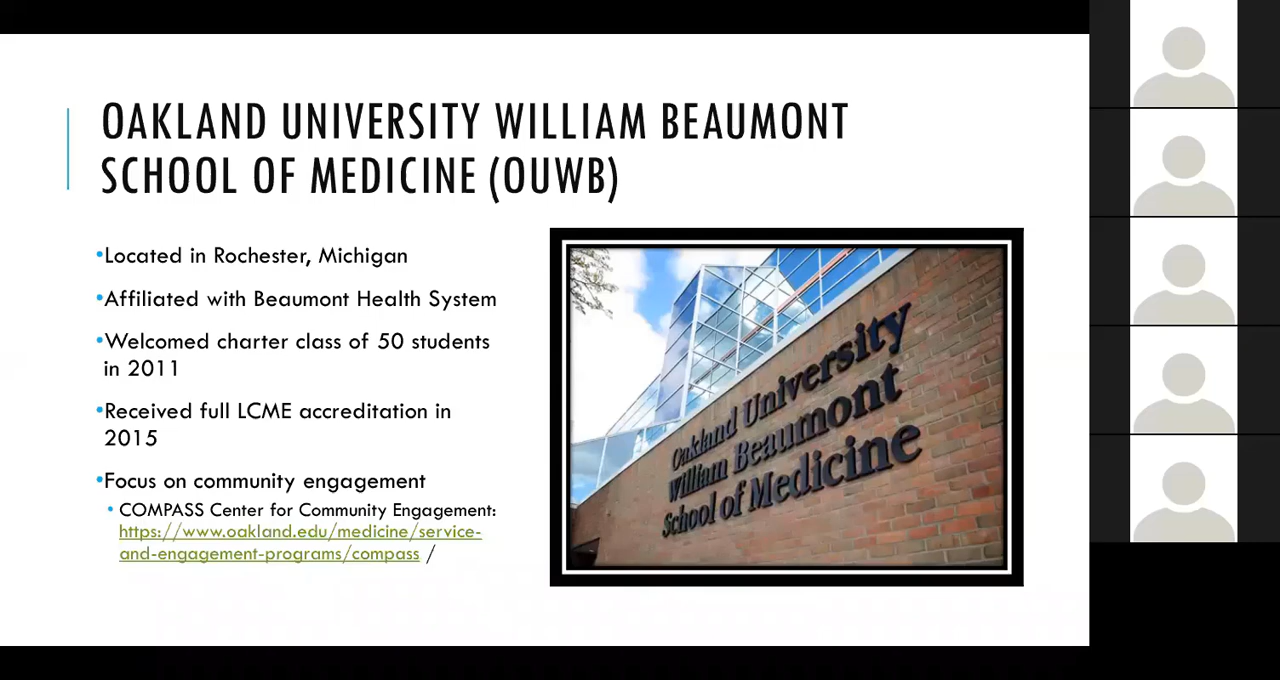 OAKLAND UNIVERSITY WILLIAM BEAUMONT
SCHOOL OF MEDICINE (OUWB)
•Located in Rochester, Michigan
•Affiliated with Beaumont Health System
•Welcomed charter class of 50 students
in 2011
•Received full LCME accreditation in
2015
•Focus on community engagement
• COMPASS Center for Community Engagement:
https://www.oakland.edu/medicine/service-
and-engagement-programs/compass /
Oakland University
William Beaumont
School of Medicine